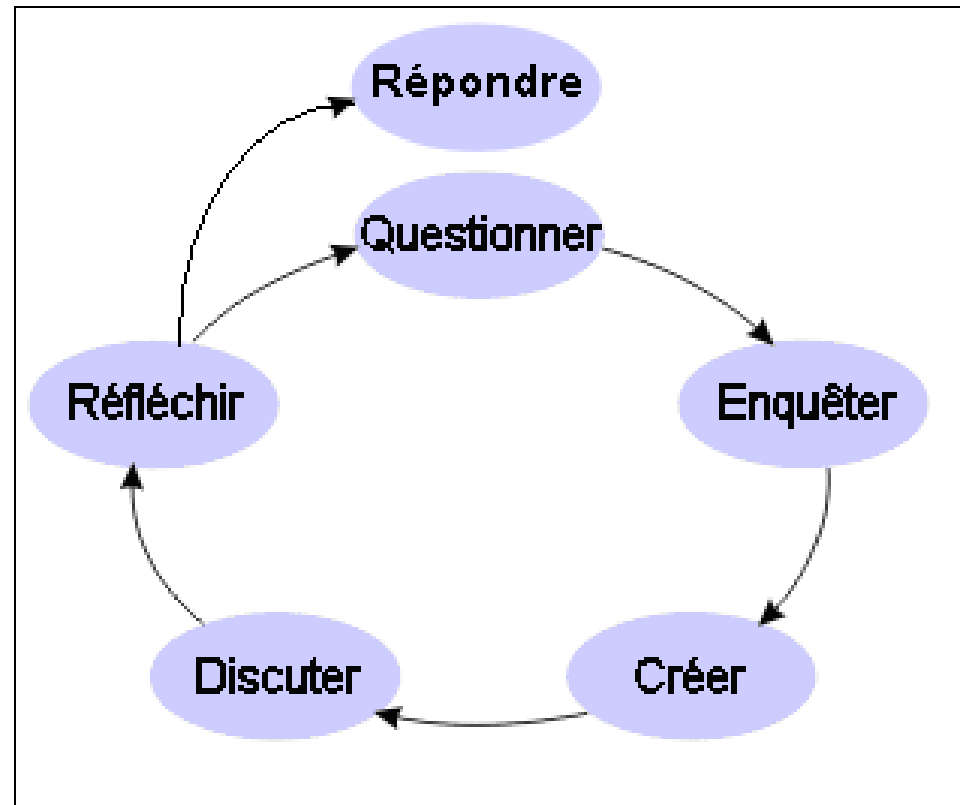 Répondre
Questionner
Réfléchir
Enquêter
Discuter
Créer